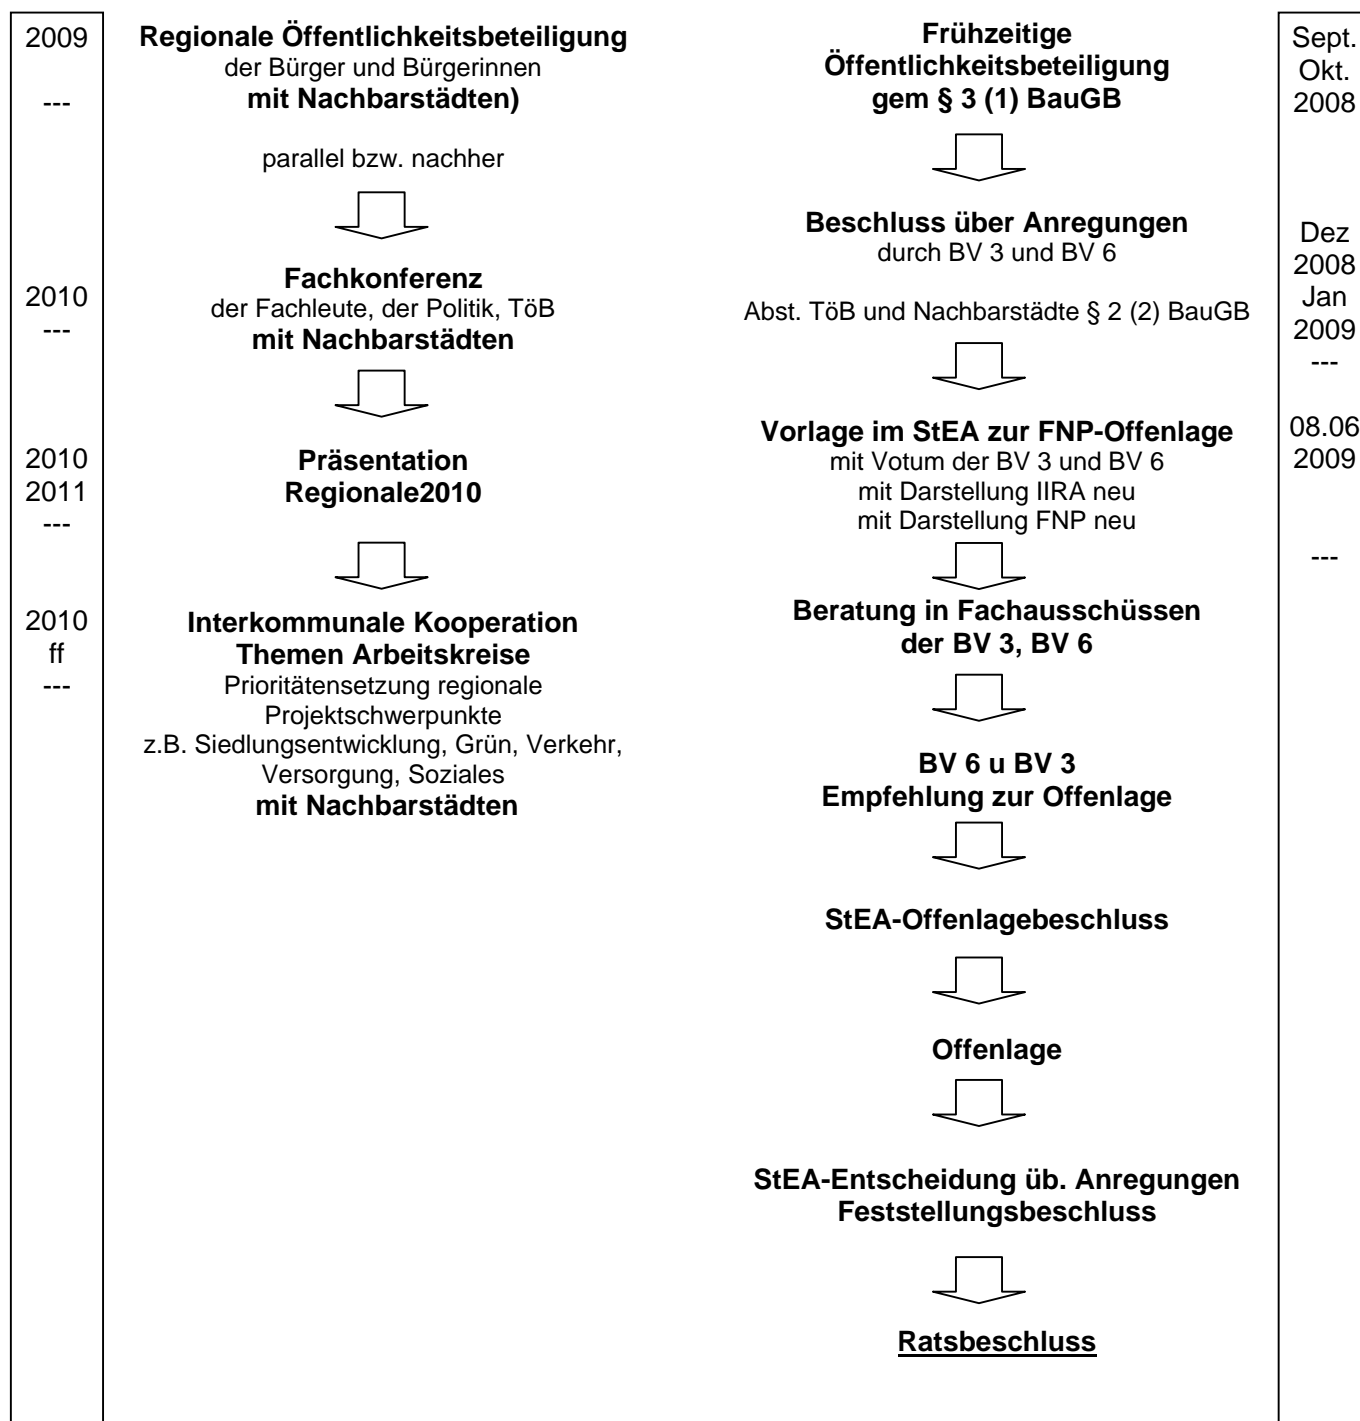 2009
---
2010
---
2010
2011
---
2010
ff
---
Regionale Öffentlichkeitsbeteiligung
der Bürger und Bürgerinnen
mit Nachbarstädten)
parallel bzw. nachher
Fachkonferenz
der Fachleute, der Politik, TöB
mit Nachbarstädten
Präsentation
Regionale2010
Interkommunale Kooperation
Themen Arbeitskreise
Prioritätensetzung regionale
Projektschwerpunkte
z.B. Siedlungsentwicklung, Grün, Verkehr,
Versorgung, Soziales
mit Nachbarstädten
Frühzeitige
Öffentlichkeitsbeteiligung
gem § 3 (1) BauGB
Beschluss über Anregungen
durch BV 3 und BV 6
Abst. TöB und Nachbarstädte § 2 (2) BauGB
Vorlage im StEA zur FNP-Offenlage
mit Votum der BV 3 und BV 6
mit Darstellung IIRA neu
mit Darstellung FNP neu
Beratung in Fachausschüssen
der BV 3, BV 6
BV 6 u BV 3
Empfehlung zur Offenlage
StEA-Offenlagebeschluss
Offenlage
StEA-Entscheidung üb. Anregungen
Feststellungsbeschluss
Ratsbeschluss
Sept.
Okt.
2008
Dez
2008
Jan
2009
---
08.06
2009
---